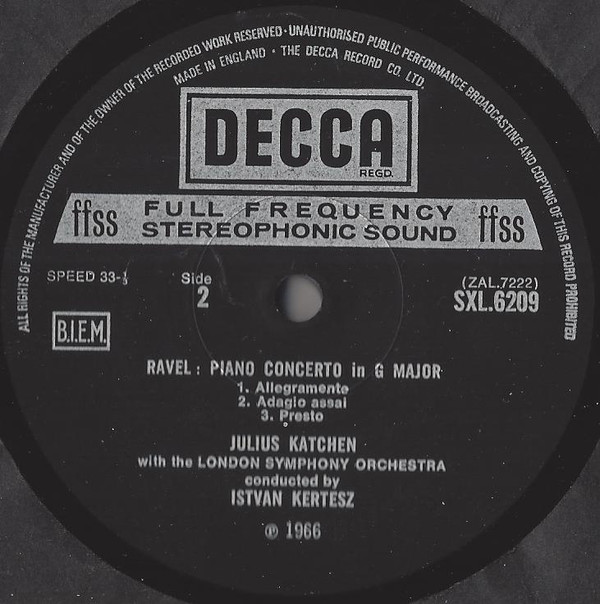 ALL RIGHTS OF THE MANUFACTURER AND OF THE OWNER OF THE RECORDED WORK RESERVED · UNAUTHORISED PUBLIC PERFORMANCE BROADCASTING AND COPYING OF THIS RECORD PROHIBITED
MADE IN ENGLAND · THE DECCA RECORD CO. LTD.
DECCA
REGD.
ffss FULL FREQUENCY STEREOPHONIC SOUND ffss
SPEED 33-⅓
Side 2
(ZAL.7222)
SXL.6209
B.I.E.M.
RAVEL: PIANO CONCERTO in G MAJOR
1. Allegramente
2. Adagio assai
3. Presto
JULIUS KATCHEN
with the LONDON SYMPHONY ORCHESTRA
conducted by
ISTVAN KERTESZ
℗ 1966